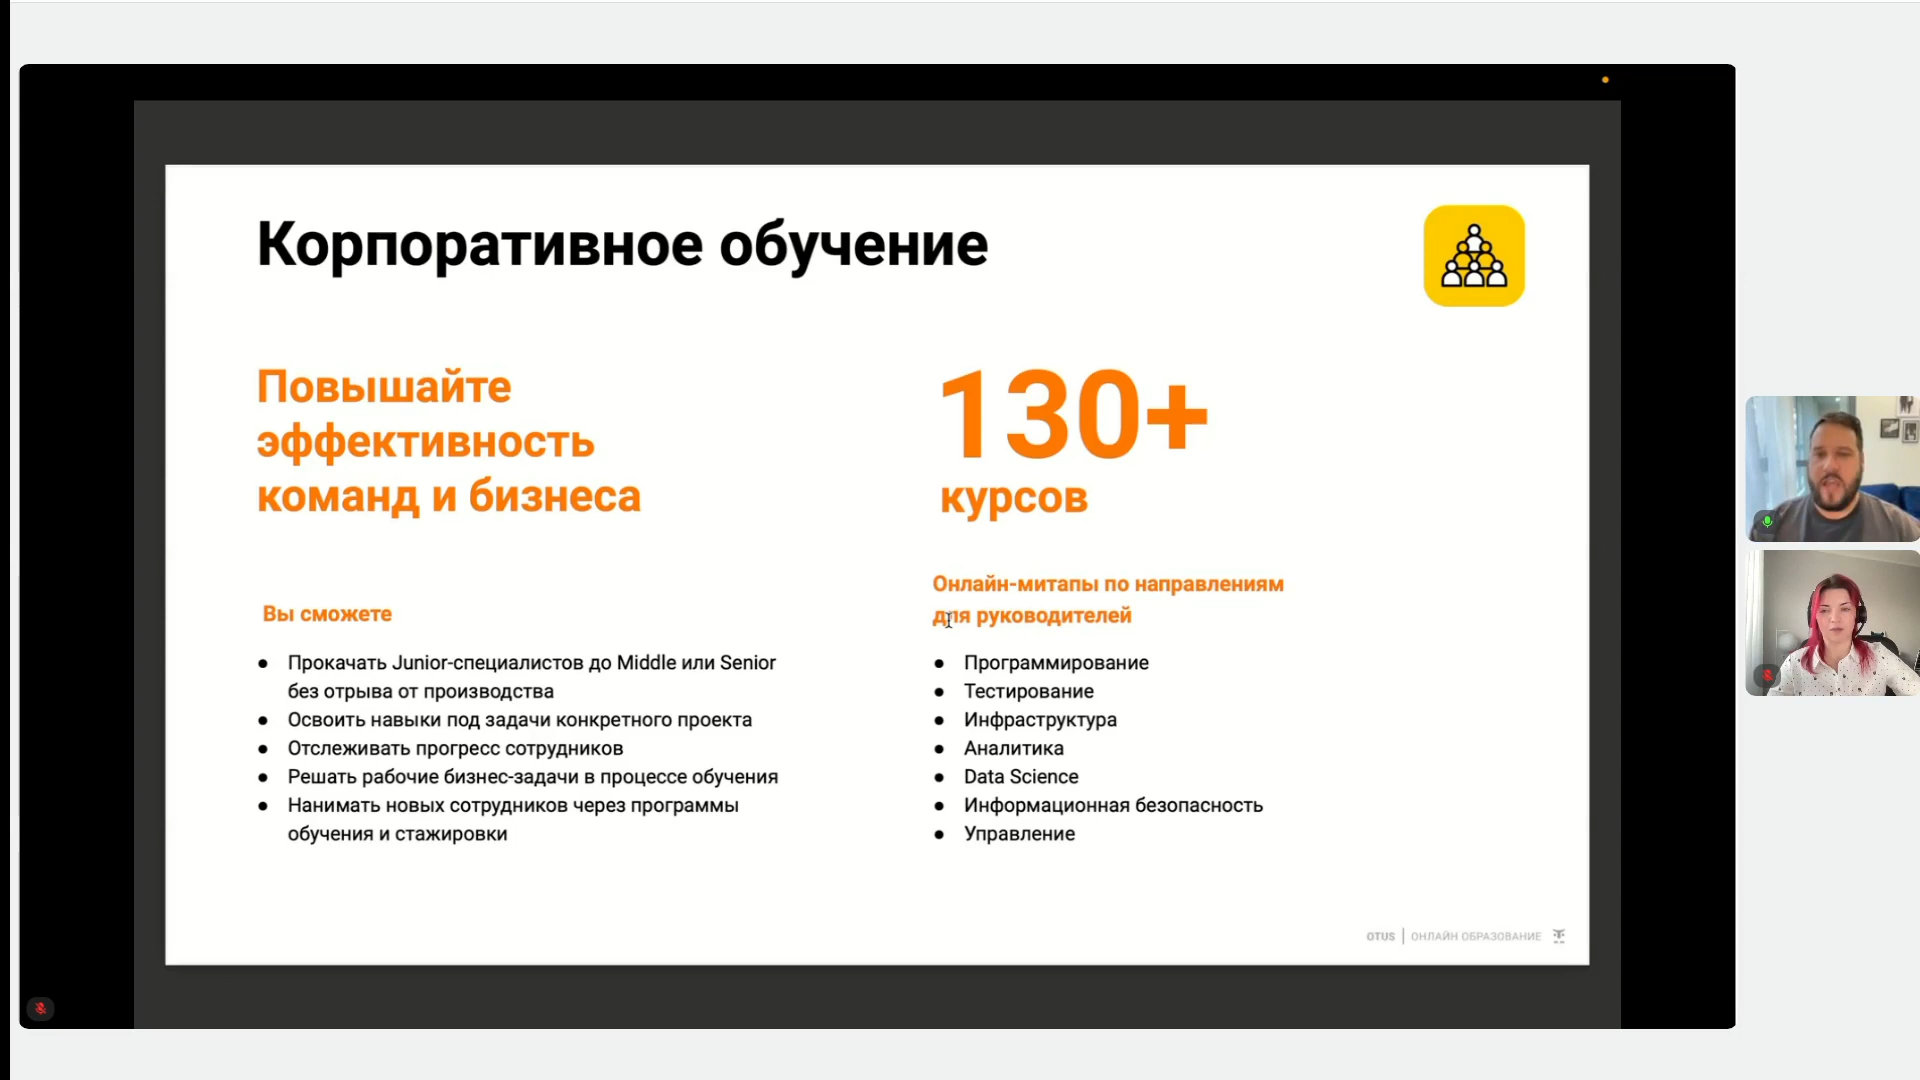 Корпоративное обучение
Повышайте
эффективность
команд и бизнеса
Вы сможете
● Прокачать Junior-специалистов до Middle или Senior
без отрыва от производства
● Освоить навыки под задачи конкретного проекта
● Отслеживать прогресс сотрудников
● Решать рабочие бизнес-задачи в процессе обучения
● Нанимать новых сотрудников через программы
обучения и стажировки
130+
курсов
Онлайн-митапы по направлениям
для руководителей
● Программирование
● Тестирование
● Инфраструктура
● Аналитика
● Data Science
● Информационная безопасность
● Управление
OTUS | ОНЛАЙН ОБРАЗОВАНИЕ